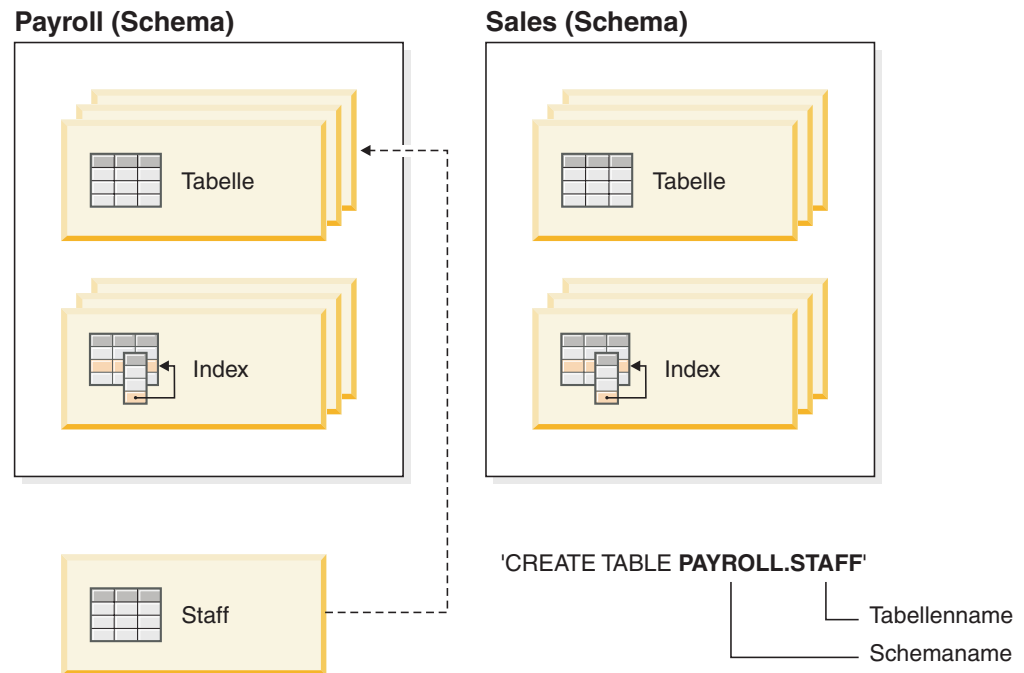 Payroll (Schema)
Sales (Schema)
Tabelle
Tabelle
Index
Index
Staff
'CREATE TABLE PAYROLL.STAFF'
Tabellenname
Schemaname